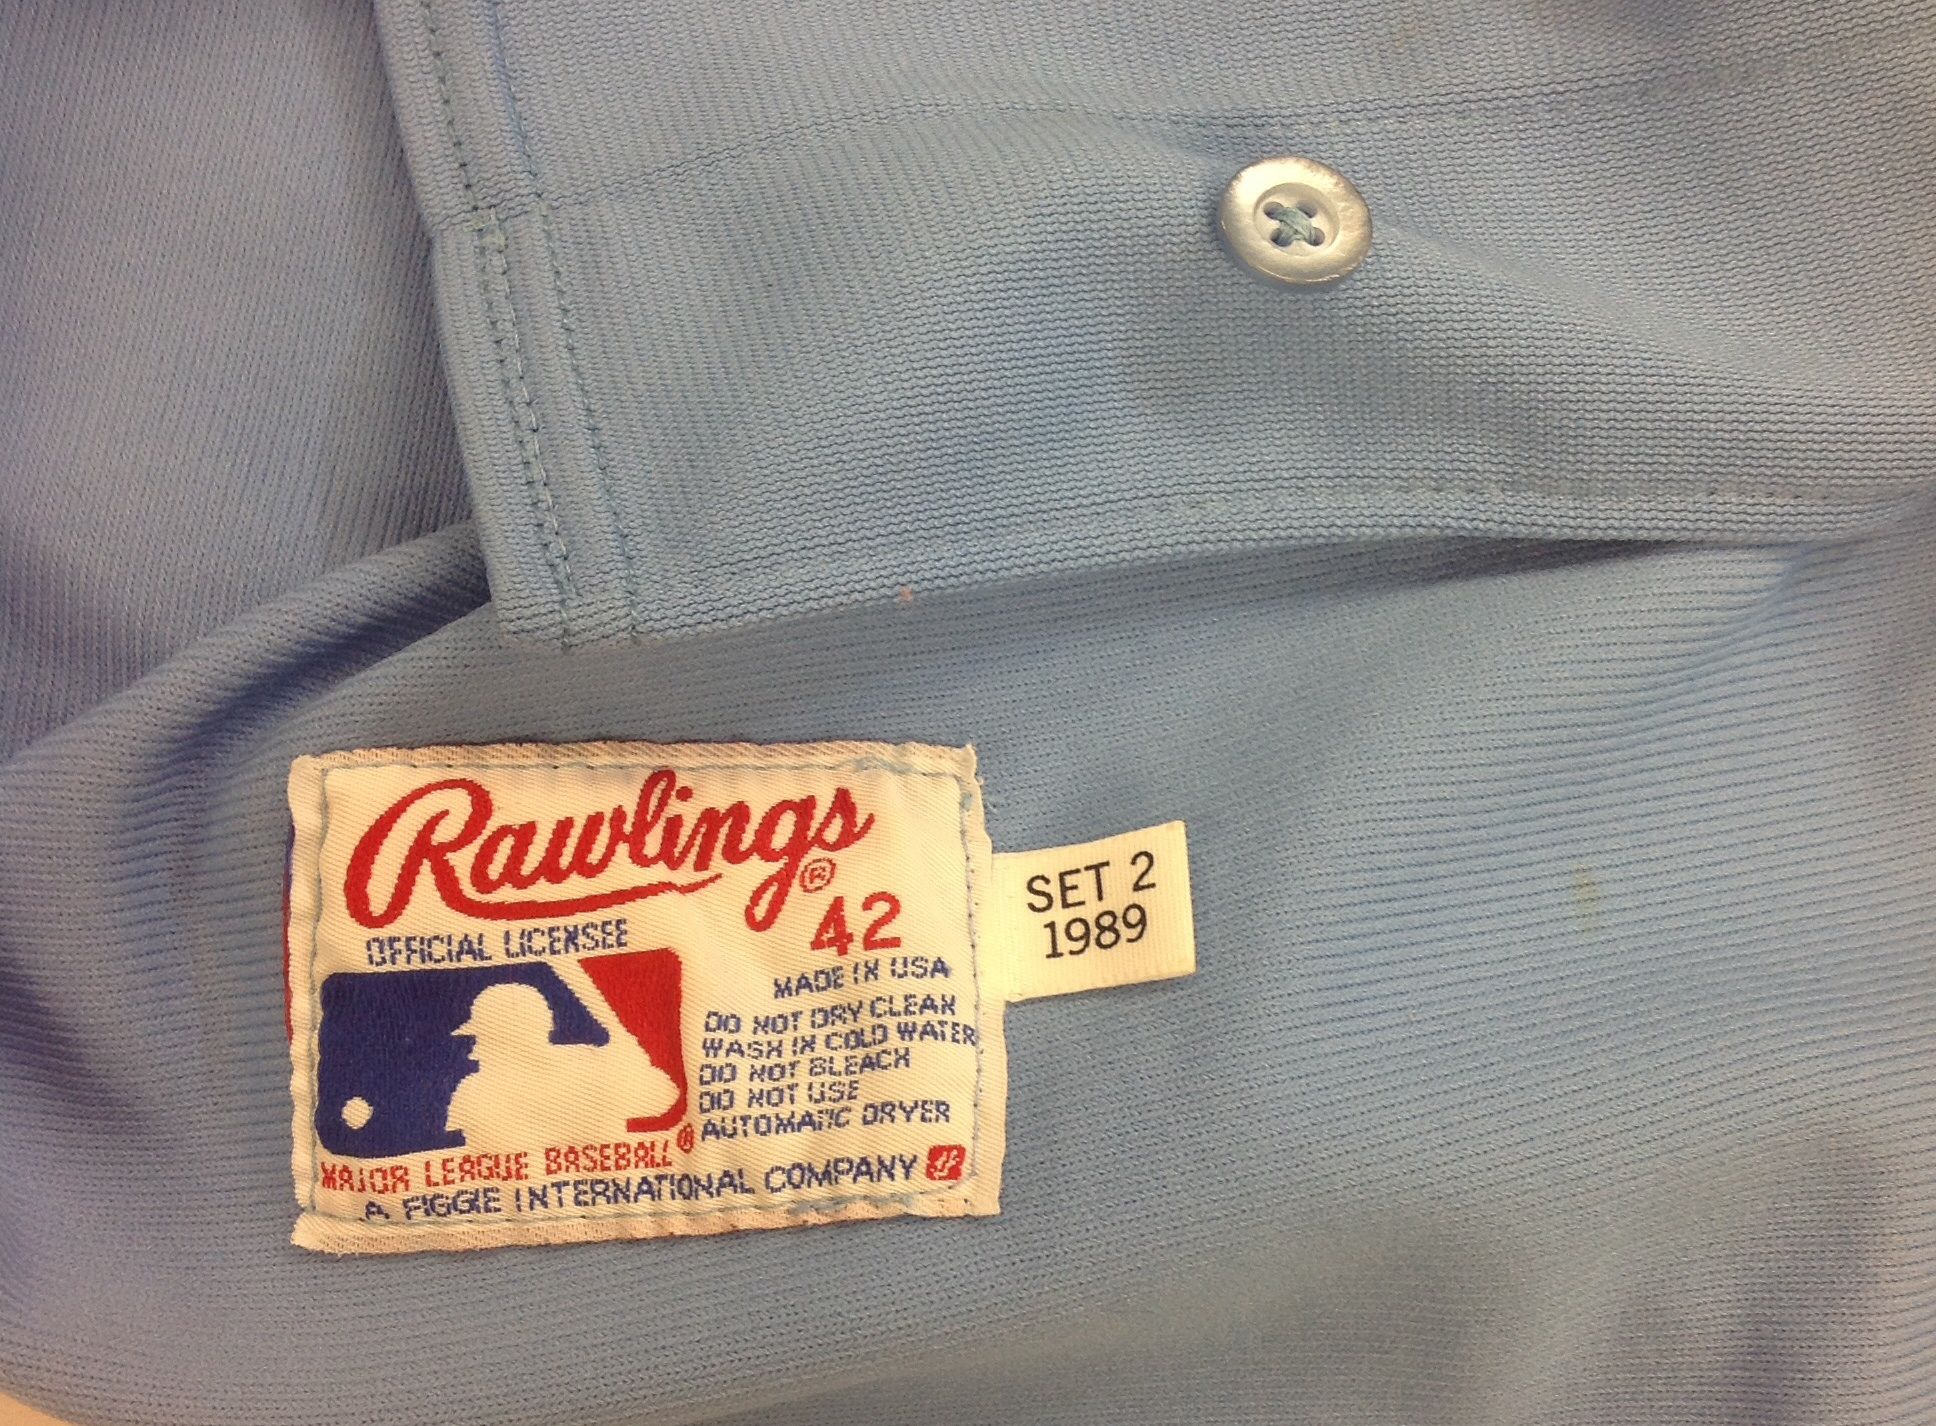 Rawlings®
42
OFFICIAL LICENSEE
MADE IN USA
DO NOT DRY CLEAN
WASH IN COLD WATER
DO NOT BLEACH
DO NOT USE
AUTOMATIC DRYER
MAJOR LEAGUE BASEBALL®
A FIGGIE INTERNATIONAL COMPANY
SET 2
1989